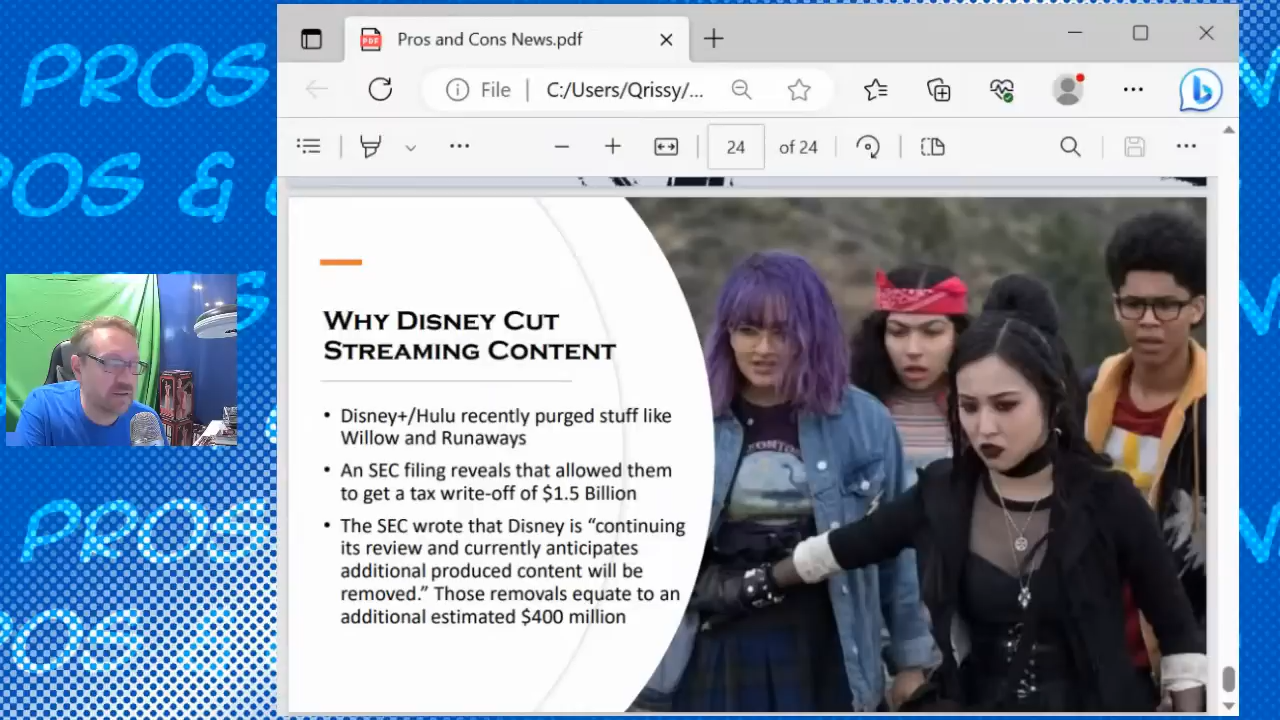 PROS
POS & C
PROS
POS
Pros and Cons News.pdf
PDF
File
C:/Users/Qrissy/...
24 of 24
WHY DISNEY CUT
STREAMING CONTENT
• Disney+/Hulu recently purged stuff like
Willow and Runaways
• An SEC filing reveals that allowed them
to get a tax write-off of $1.5 Billion
• The SEC wrote that Disney is “continuing
its review and currently anticipates
additional produced content will be
removed.” Those removals equate to an
additional estimated $400 million